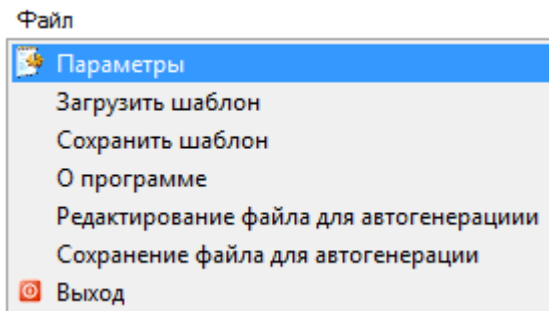 Файл
Параметры
Загрузить шаблон
Сохранить шаблон
О программе
Редактирование файла для автогенерациии
Сохранение файла для автогенерации
Выход